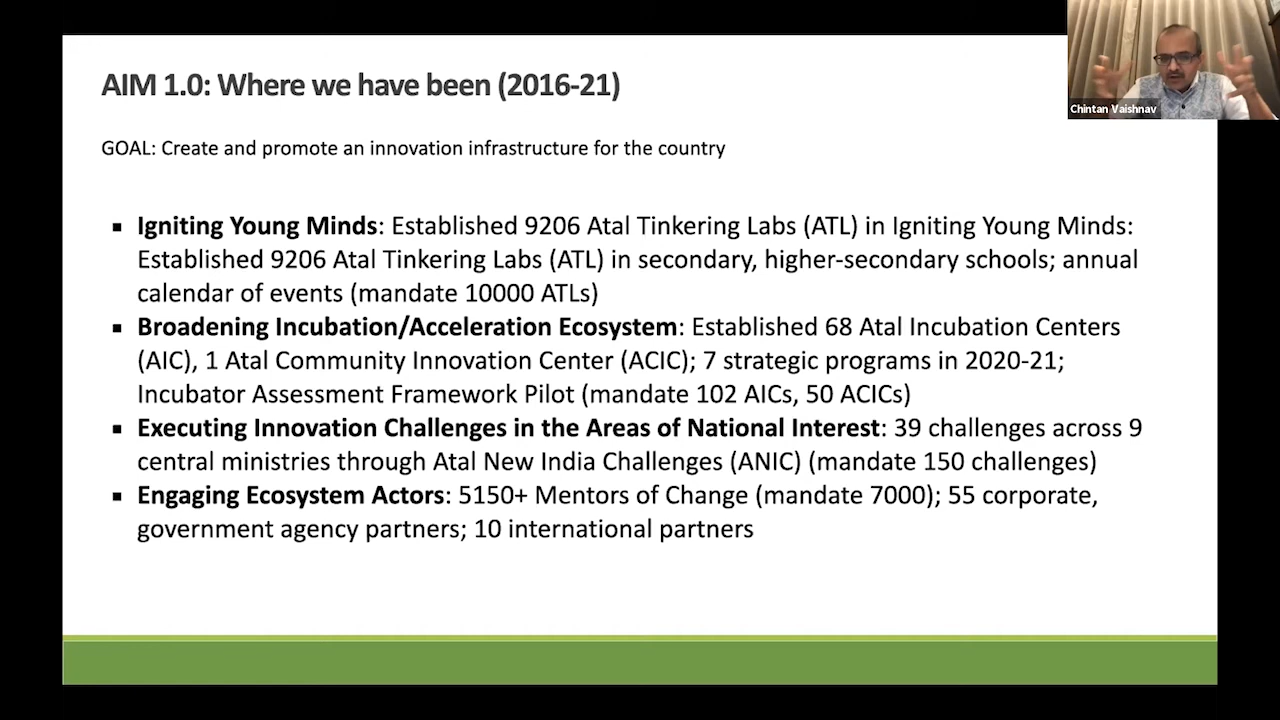 AIM 1.0: Where we have been (2016-21)
Chintan Vaishnav
GOAL: Create and promote an innovation infrastructure for the country
▪ Igniting Young Minds: Established 9206 Atal Tinkering Labs (ATL) in Igniting Young Minds:
Established 9206 Atal Tinkering Labs (ATL) in secondary, higher-secondary schools; annual
calendar of events (mandate 10000 ATLs)
▪ Broadening Incubation/Acceleration Ecosystem: Established 68 Atal Incubation Centers
(AIC), 1 Atal Community Innovation Center (ACIC); 7 strategic programs in 2020-21;
Incubator Assessment Framework Pilot (mandate 102 AICs, 50 ACICs)
▪ Executing Innovation Challenges in the Areas of National Interest: 39 challenges across 9
central ministries through Atal New India Challenges (ANIC) (mandate 150 challenges)
▪ Engaging Ecosystem Actors: 5150+ Mentors of Change (mandate 7000); 55 corporate,
government agency partners; 10 international partners